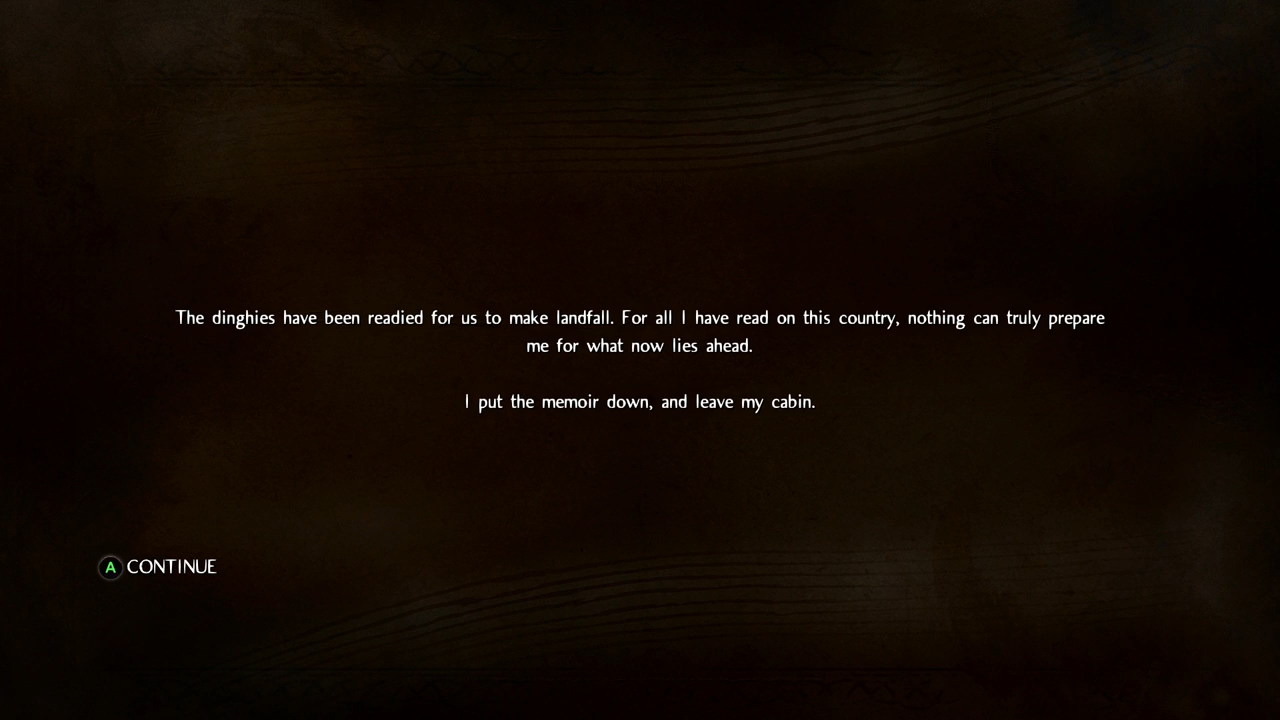 The dinghies have been readied for us to make landfall. For all I have read on this country, nothing can truly prepare
me for what now lies ahead.
I put the memoir down, and leave my cabin.
A CONTINUE